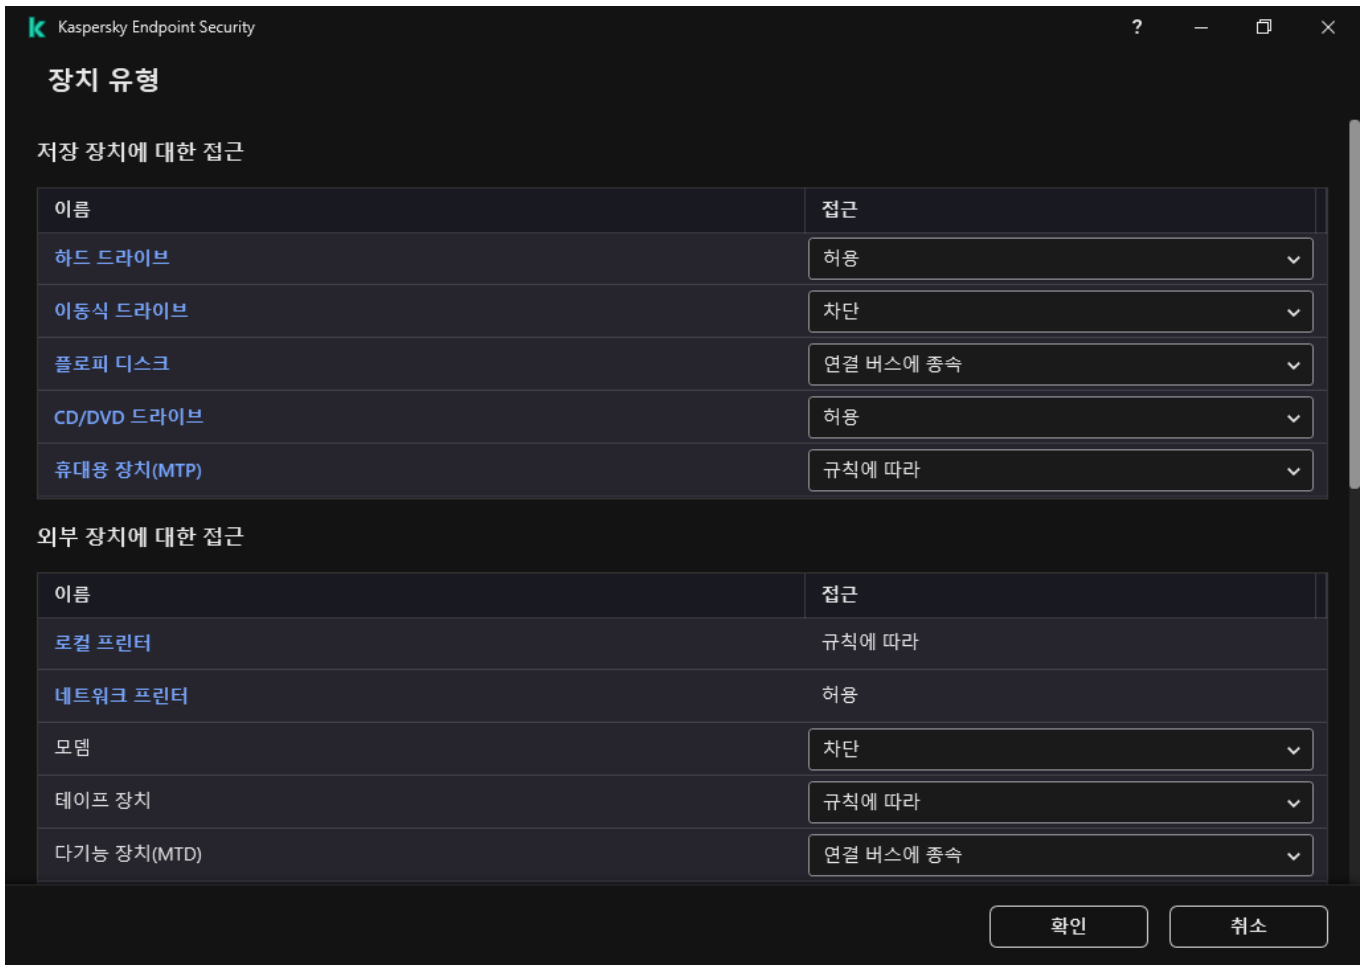 Kaspersky Endpoint Security
?
장치 유형
저장 장치에 대한 접근
이름 접근
하드 드라이브 허용
이동식 드라이브 차단
플로피 디스크 연결 버스에 종속
CD/DVD 드라이브 허용
휴대용 장치(MTP) 규칙에 따라
외부 장치에 대한 접근
이름 접근
로컬 프린터 규칙에 따라
네트워크 프린터 허용
모뎀 차단
테이프 장치 규칙에 따라
다기능 장치(MTD) 연결 버스에 종속
확인 취소